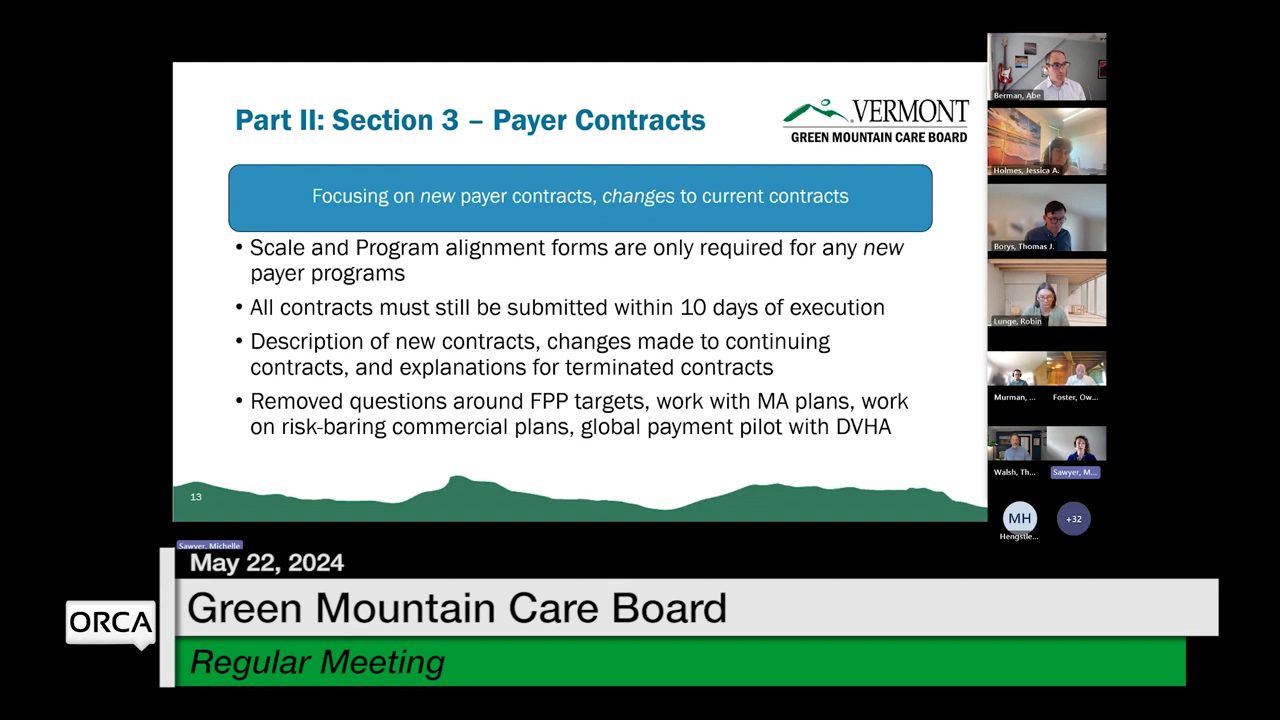 Part II: Section 3 – Payer Contracts
VERMONT
GREEN MOUNTAIN CARE BOARD
Focusing on new payer contracts, changes to current contracts
• Scale and Program alignment forms are only required for any new
payer programs
• All contracts must still be submitted within 10 days of execution
• Description of new contracts, changes made to continuing
contracts, and explanations for terminated contracts
• Removed questions around FPP targets, work with MA plans, work
on risk-baring commercial plans, global payment pilot with DVHA
13
Berman, Abe
Holmes, Jessica A.
Borys, Thomas J.
Lunge, Robin
Murman, ...
Foster, Ow...
Walsh, Th...
Sawyer, M...
MH
+32
Hengstle...
Sawyer, Michelle
May 22, 2024
ORCA
Green Mountain Care Board
Regular Meeting